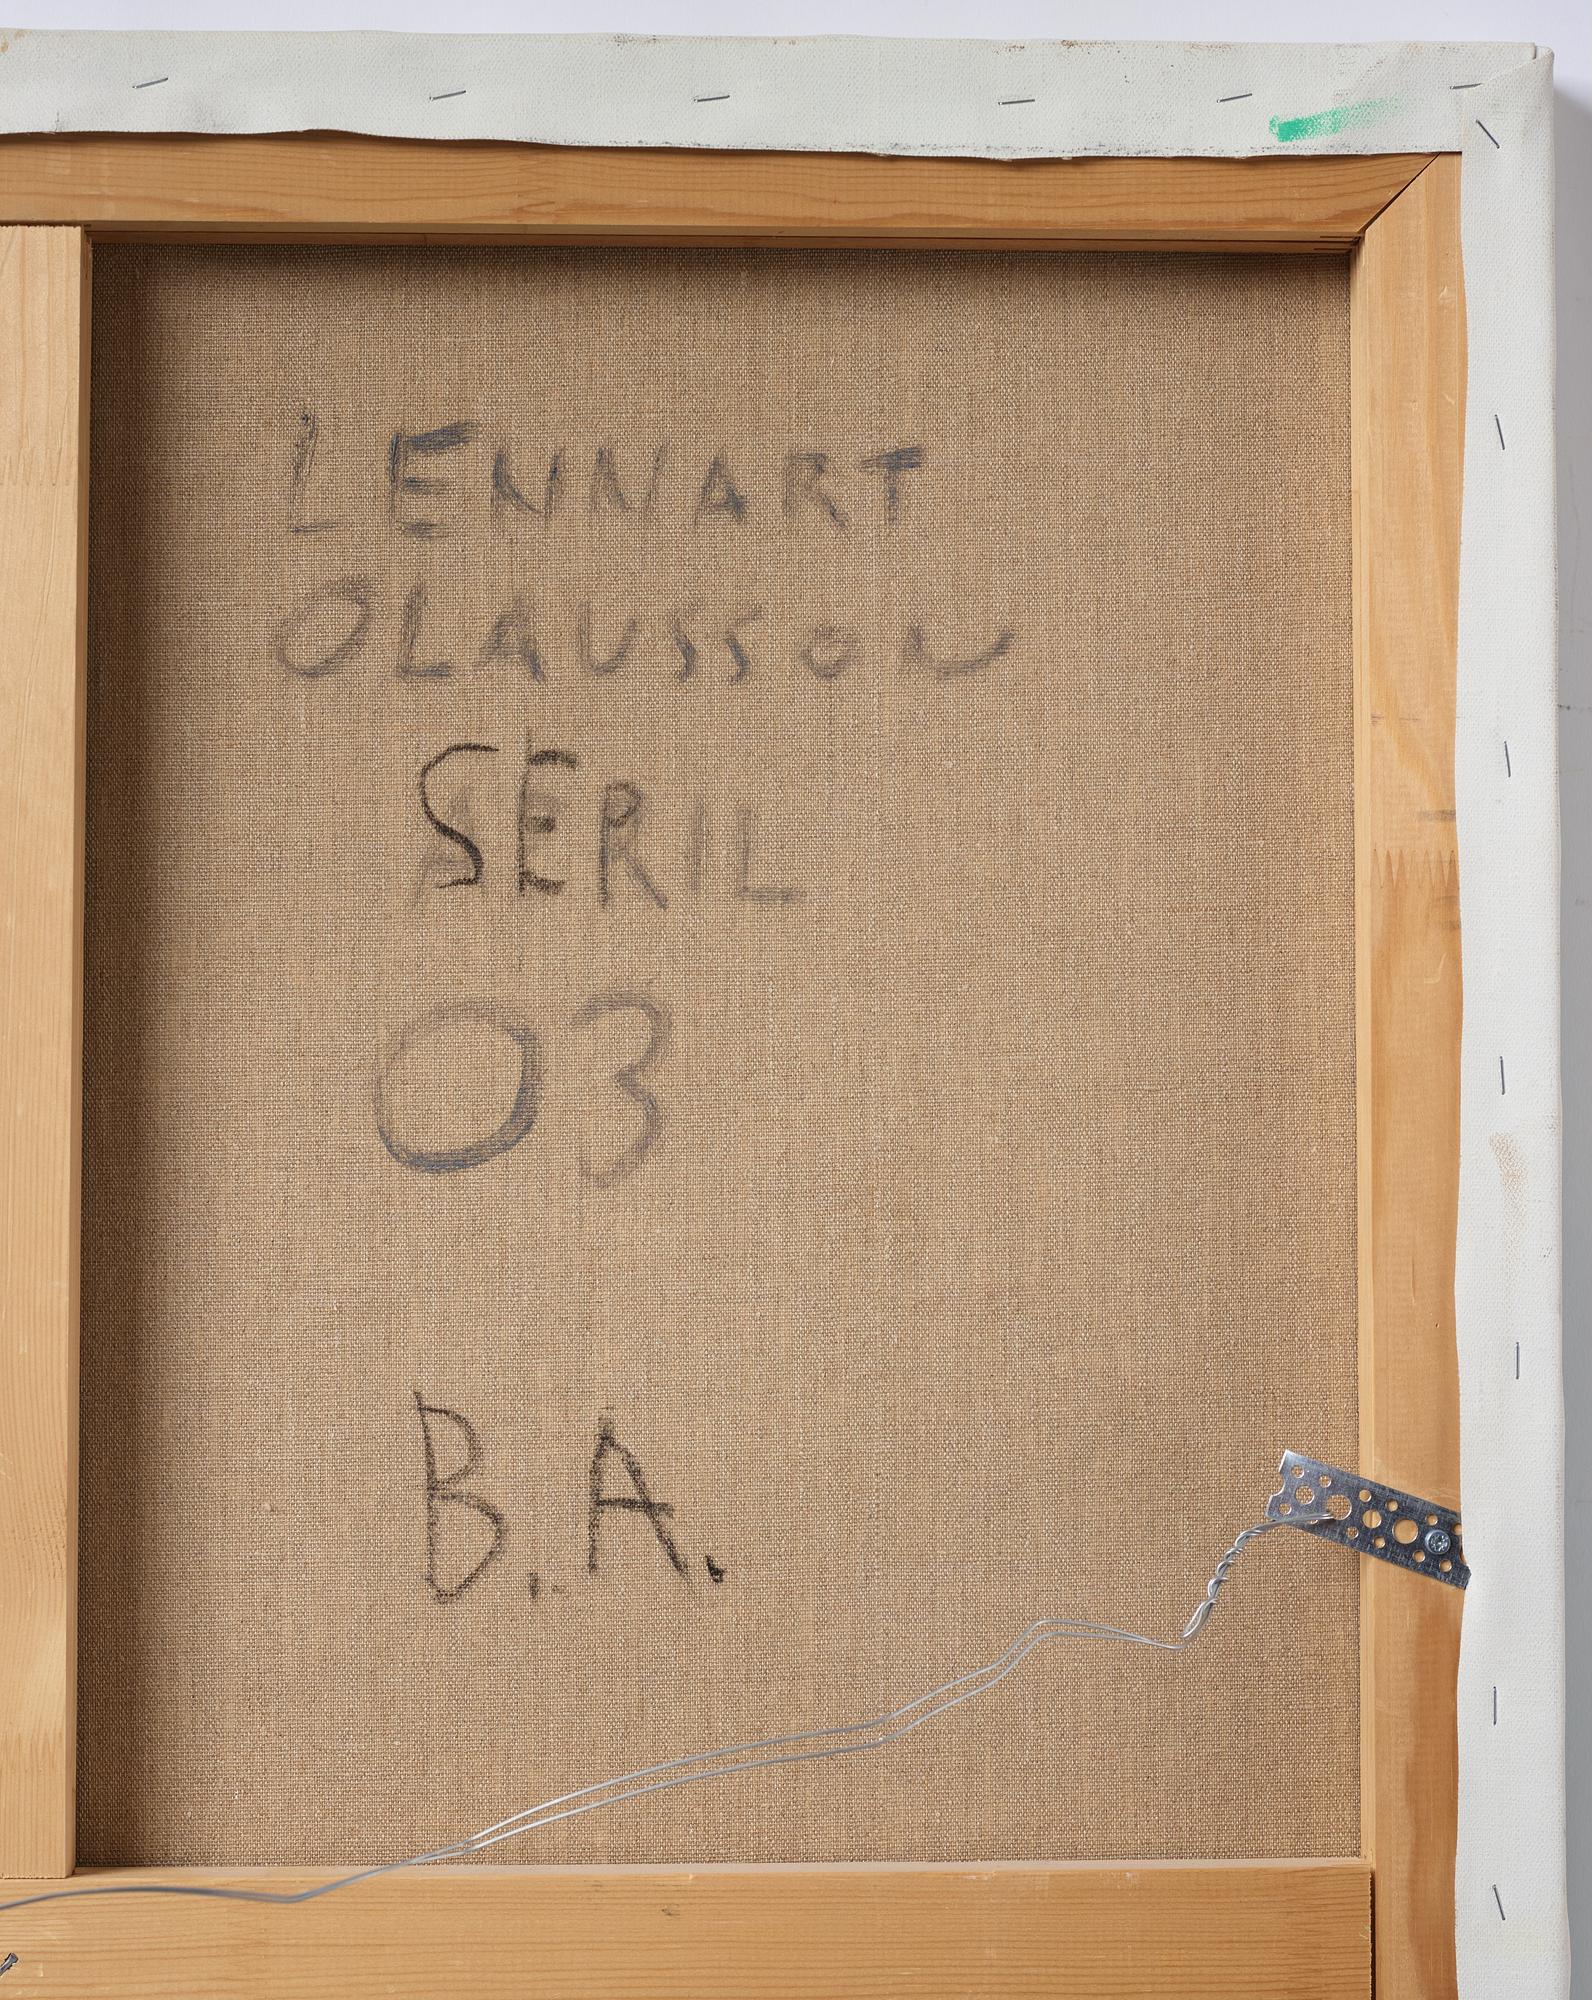 LENNART
OLAUSSON
SERIL
03
B.A.